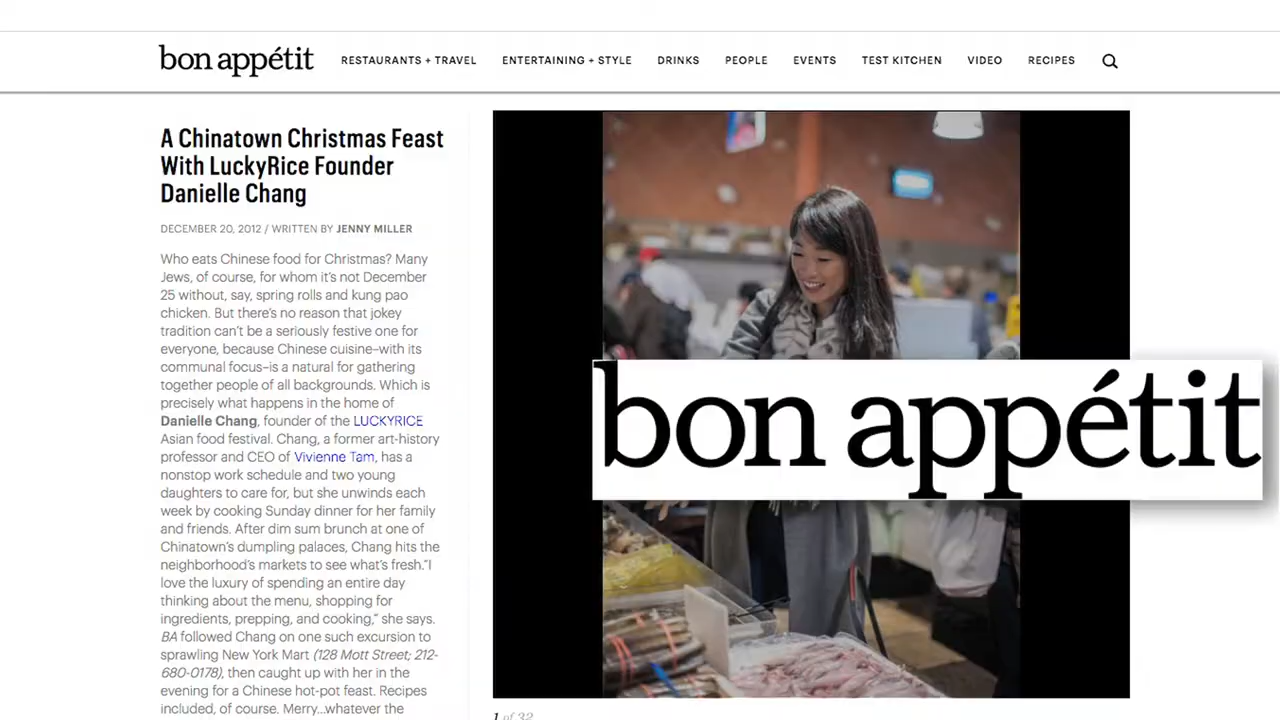 bon appétit
RESTAURANTS + TRAVEL
ENTERTAINING + STYLE
DRINKS
PEOPLE
EVENTS
TEST KITCHEN
VIDEO
RECIPES
A Chinatown Christmas Feast
With LuckyRice Founder
Danielle Chang
DECEMBER 20, 2012 / WRITTEN BY JENNY MILLER
Who eats Chinese food for Christmas? Many
Jews, of course, for whom it's not December
25 without, say, spring rolls and kung pao
chicken. But there's no reason that jokey
tradition can't be a seriously festive one for
everyone, because Chinese cuisine–with its
communal focus–is a natural for gathering
together people of all backgrounds. Which is
precisely what happens in the home of
Danielle Chang, founder of the LUCKYRICE
Asian food festival. Chang, a former art-history
professor and CEO of Vivienne Tam, has a
nonstop work schedule and two young
daughters to care for, but she unwinds each
week by cooking Sunday dinner for her family
and friends. After dim sum brunch at one of
Chinatown's dumpling palaces, Chang hits the
neighborhood's markets to see what's fresh."I
love the luxury of spending an entire day
thinking about the menu, shopping for
ingredients, prepping, and cooking," she says.
BA followed Chang on one such excursion to
sprawling New York Mart (128 Mott Street; 212-
680-0178), then caught up with her in the
evening for a Chinese hot-pot feast. Recipes
included, of course. Merry...whatever the
bon appétit
1 of 32